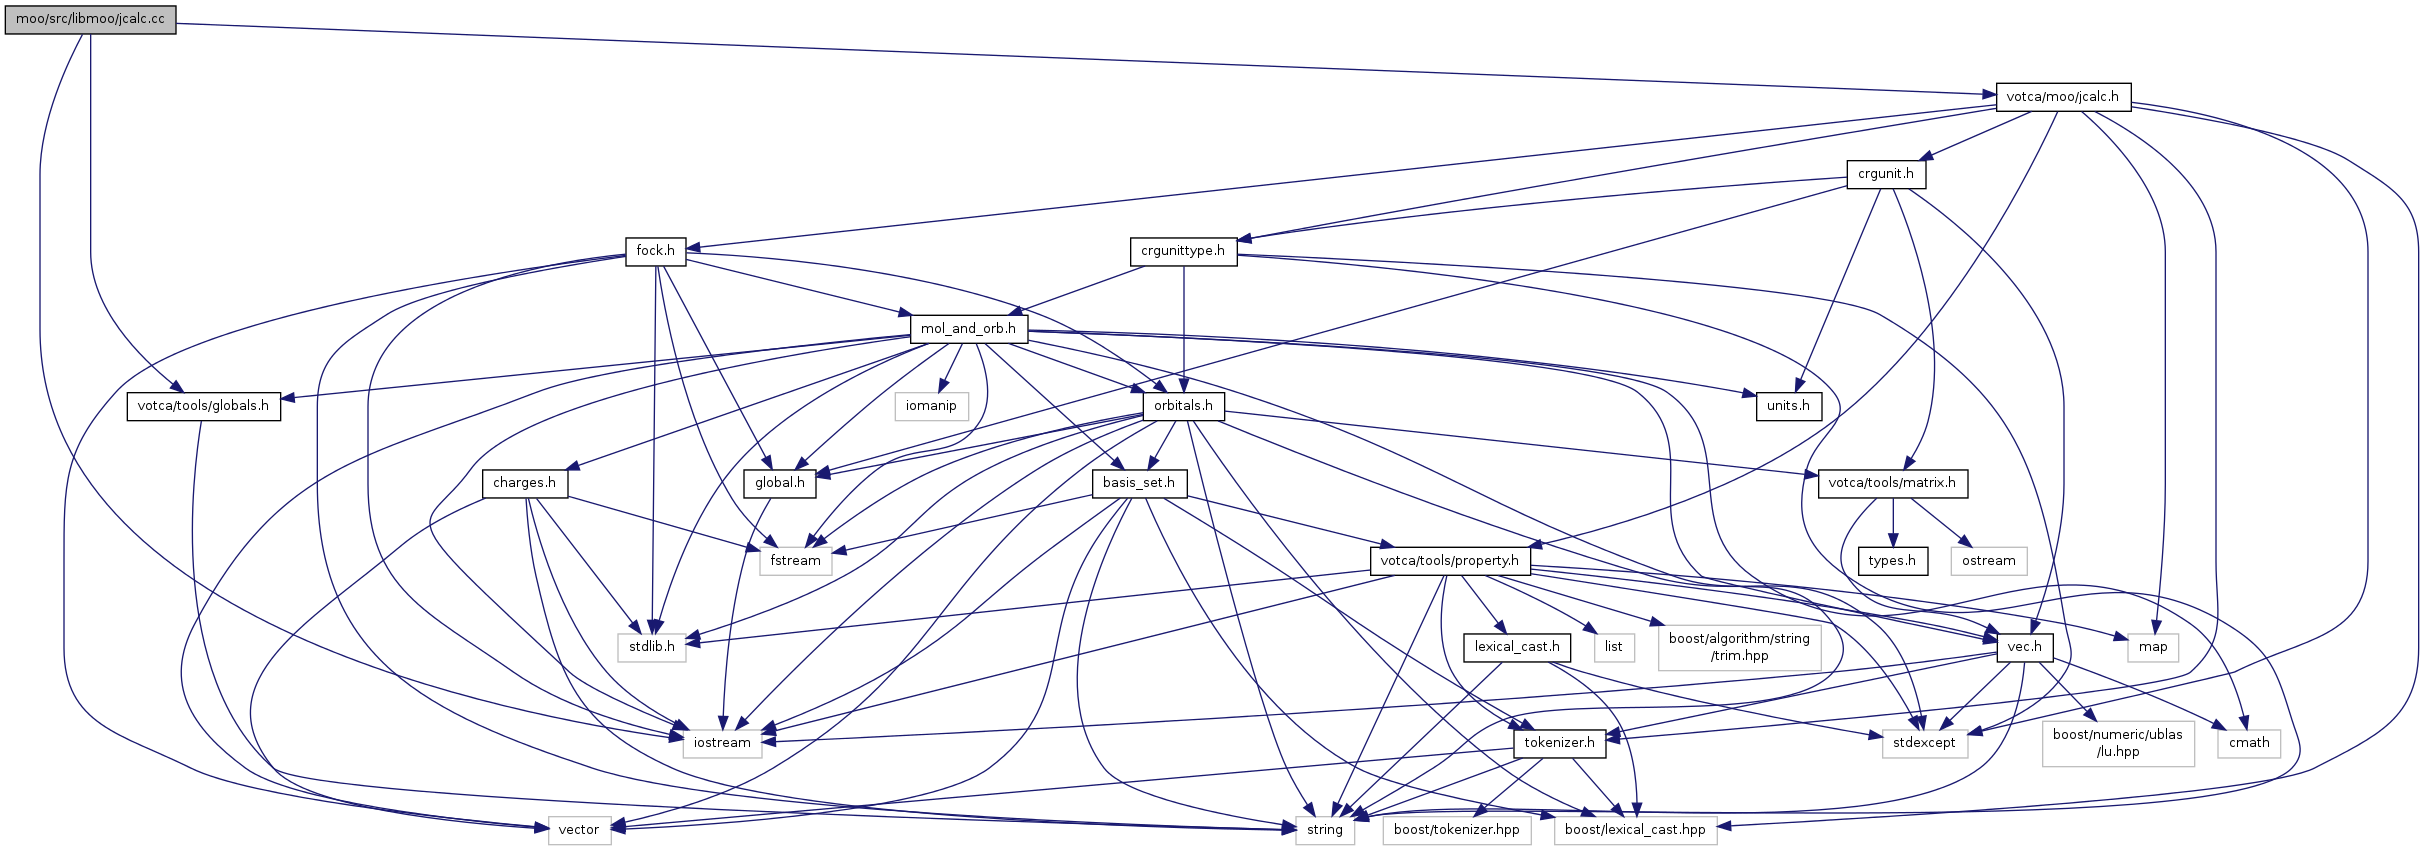 moo/src/libmoo/jcalc.cc
votca/moo/jcalc.h
crgunit.h
fock.h
crgunittype.h
mol_and_orb.h
votca/tools/globals.h
iomanip
orbitals.h
units.h
charges.h
global.h
basis_set.h
votca/tools/matrix.h
fstream
votca/tools/property.h
types.h
ostream
stdlib.h
lexical_cast.h
list
boost/algorithm/string
/trim.hpp
vec.h
map
iostream
tokenizer.h
stdexcept
boost/numeric/ublas
/lu.hpp
cmath
vector
string
boost/tokenizer.hpp
boost/lexical_cast.hpp